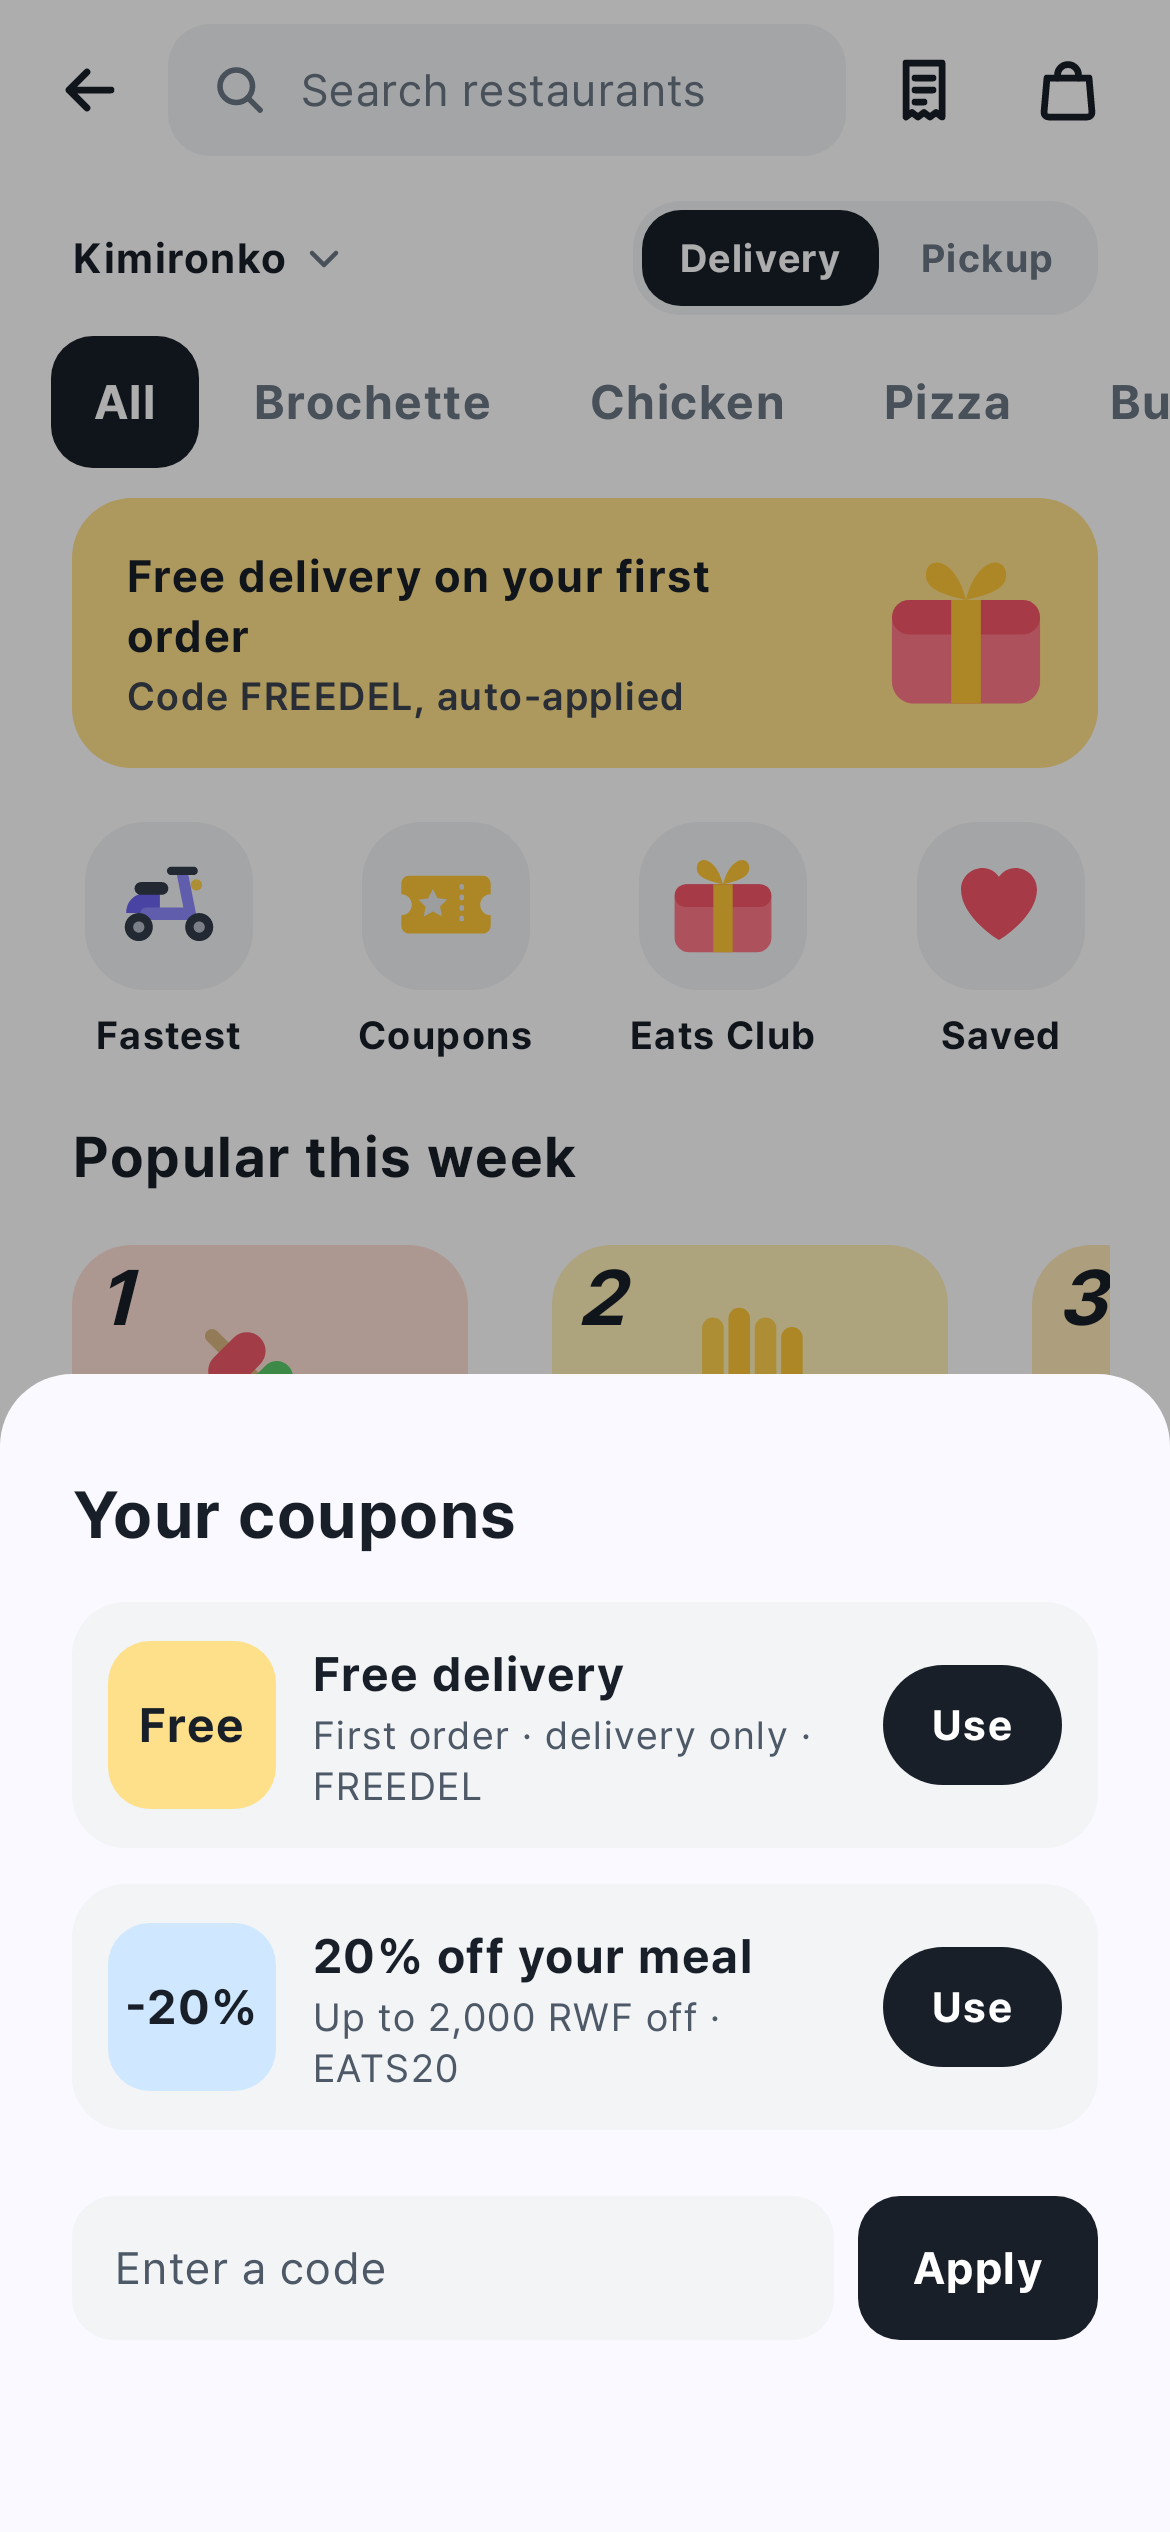 Search restaurants
Kimironko
Delivery
Pickup
All
Brochette
Chicken
Pizza
Bu
Free delivery on your first
order
Code FREEDEL, auto-applied
Fastest
Coupons
Eats Club
Saved
Popular this week
1
2
3
Your coupons
Free
Free delivery
First order · delivery only ·
FREEDEL
Use
-20%
20% off your meal
Up to 2,000 RWF off ·
EATS20
Use
Enter a code
Apply